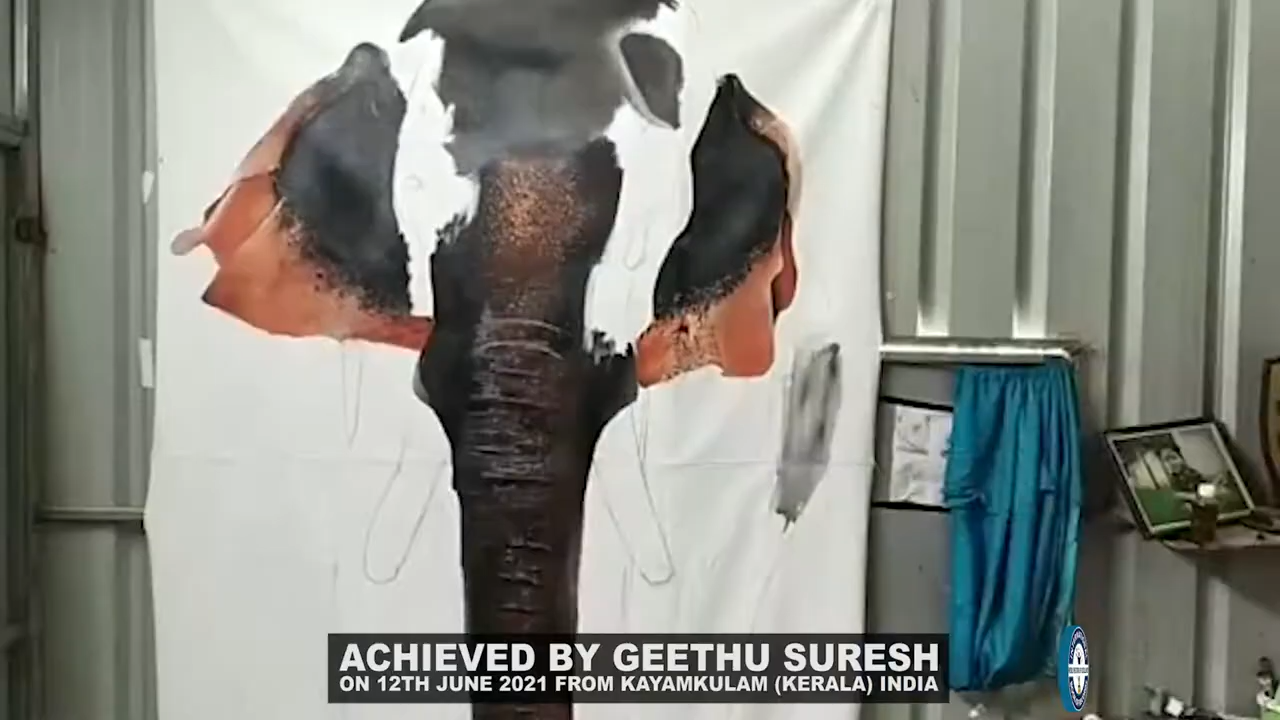 ACHIEVED BY GEETHU SURESH
ON 12TH JUNE 2021 FROM KAYAMKULAM (KERALA) INDIA